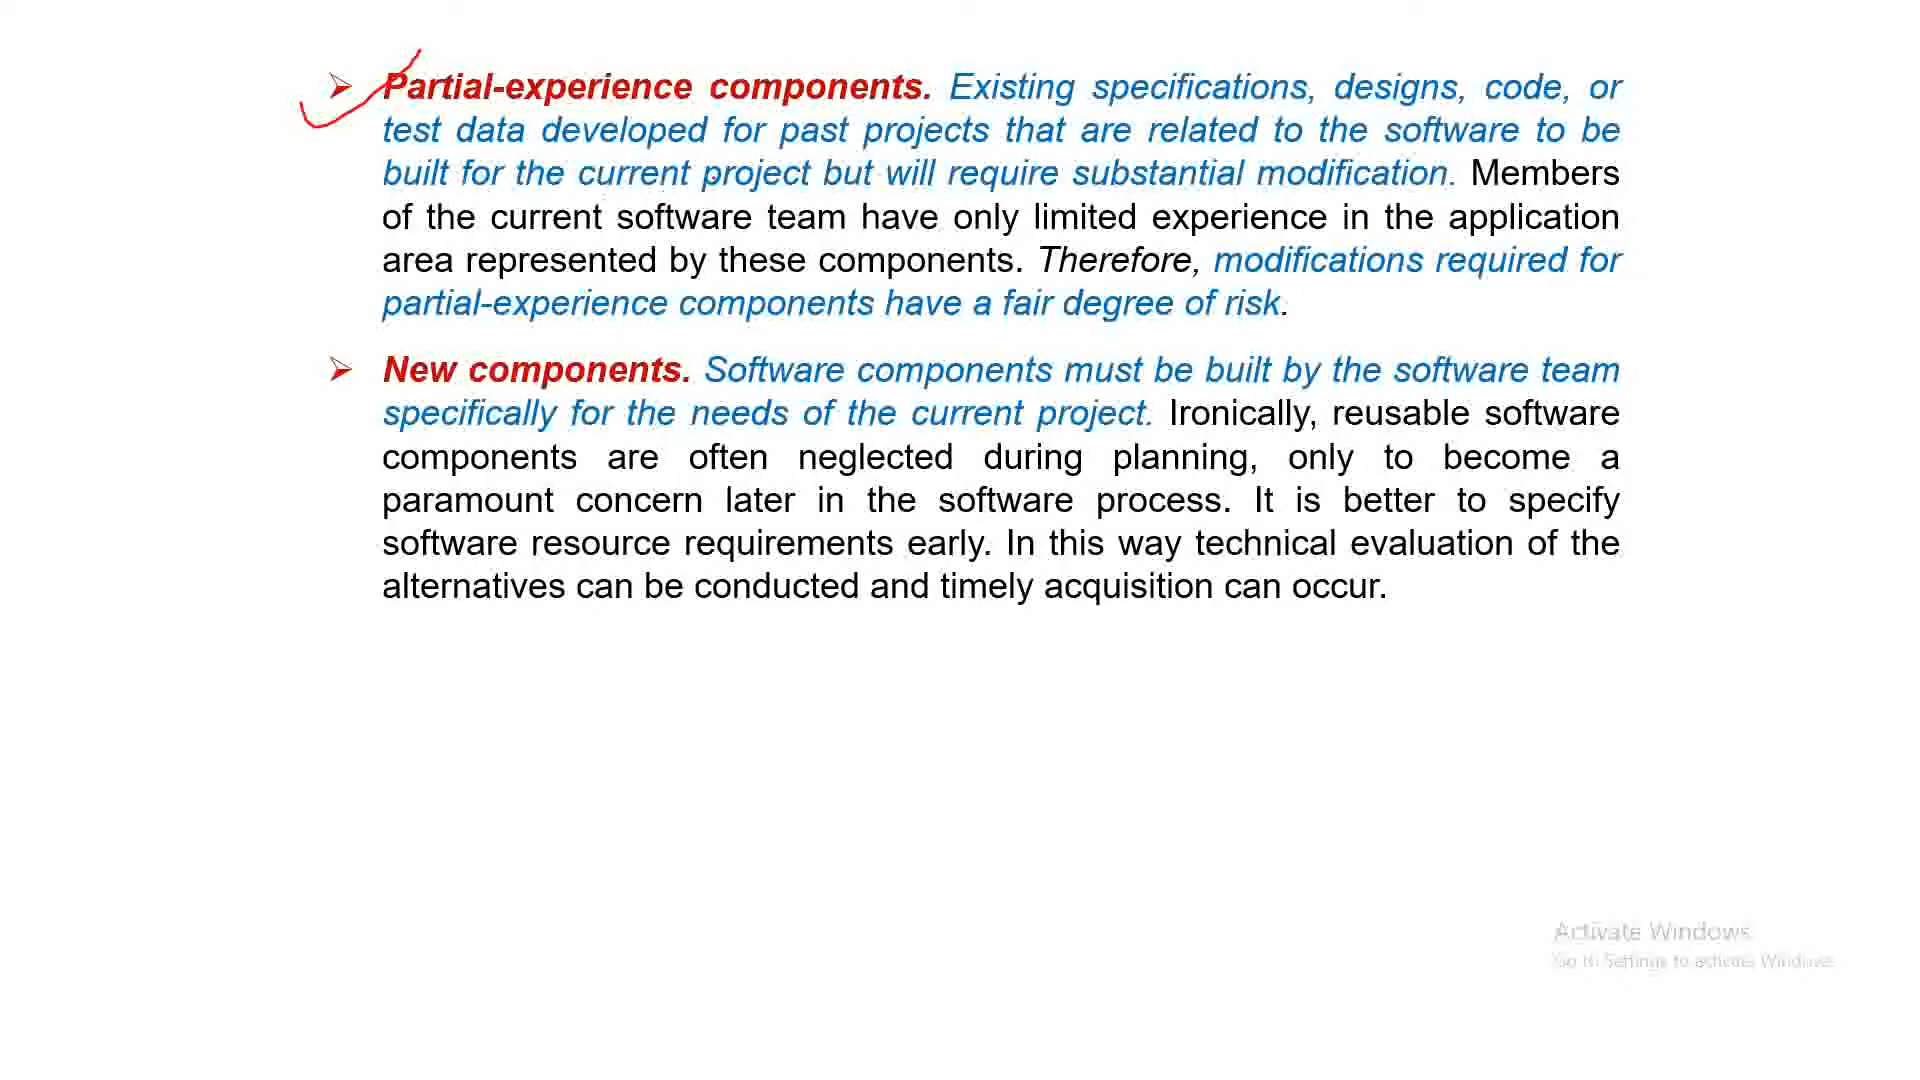 Partial-experience components. Existing specifications, designs, code, or
test data developed for past projects that are related to the software to be
built for the current project but will require substantial modification. Members
of the current software team have only limited experience in the application
area represented by these components. Therefore, modifications required for
partial-experience components have a fair degree of risk.
New components. Software components must be built by the software team
specifically for the needs of the current project. Ironically, reusable software
components are often neglected during planning, only to become a
paramount concern later in the software process. It is better to specify
software resource requirements early. In this way technical evaluation of the
alternatives can be conducted and timely acquisition can occur.
Activate Windows
Go to Settings to activate Windows.